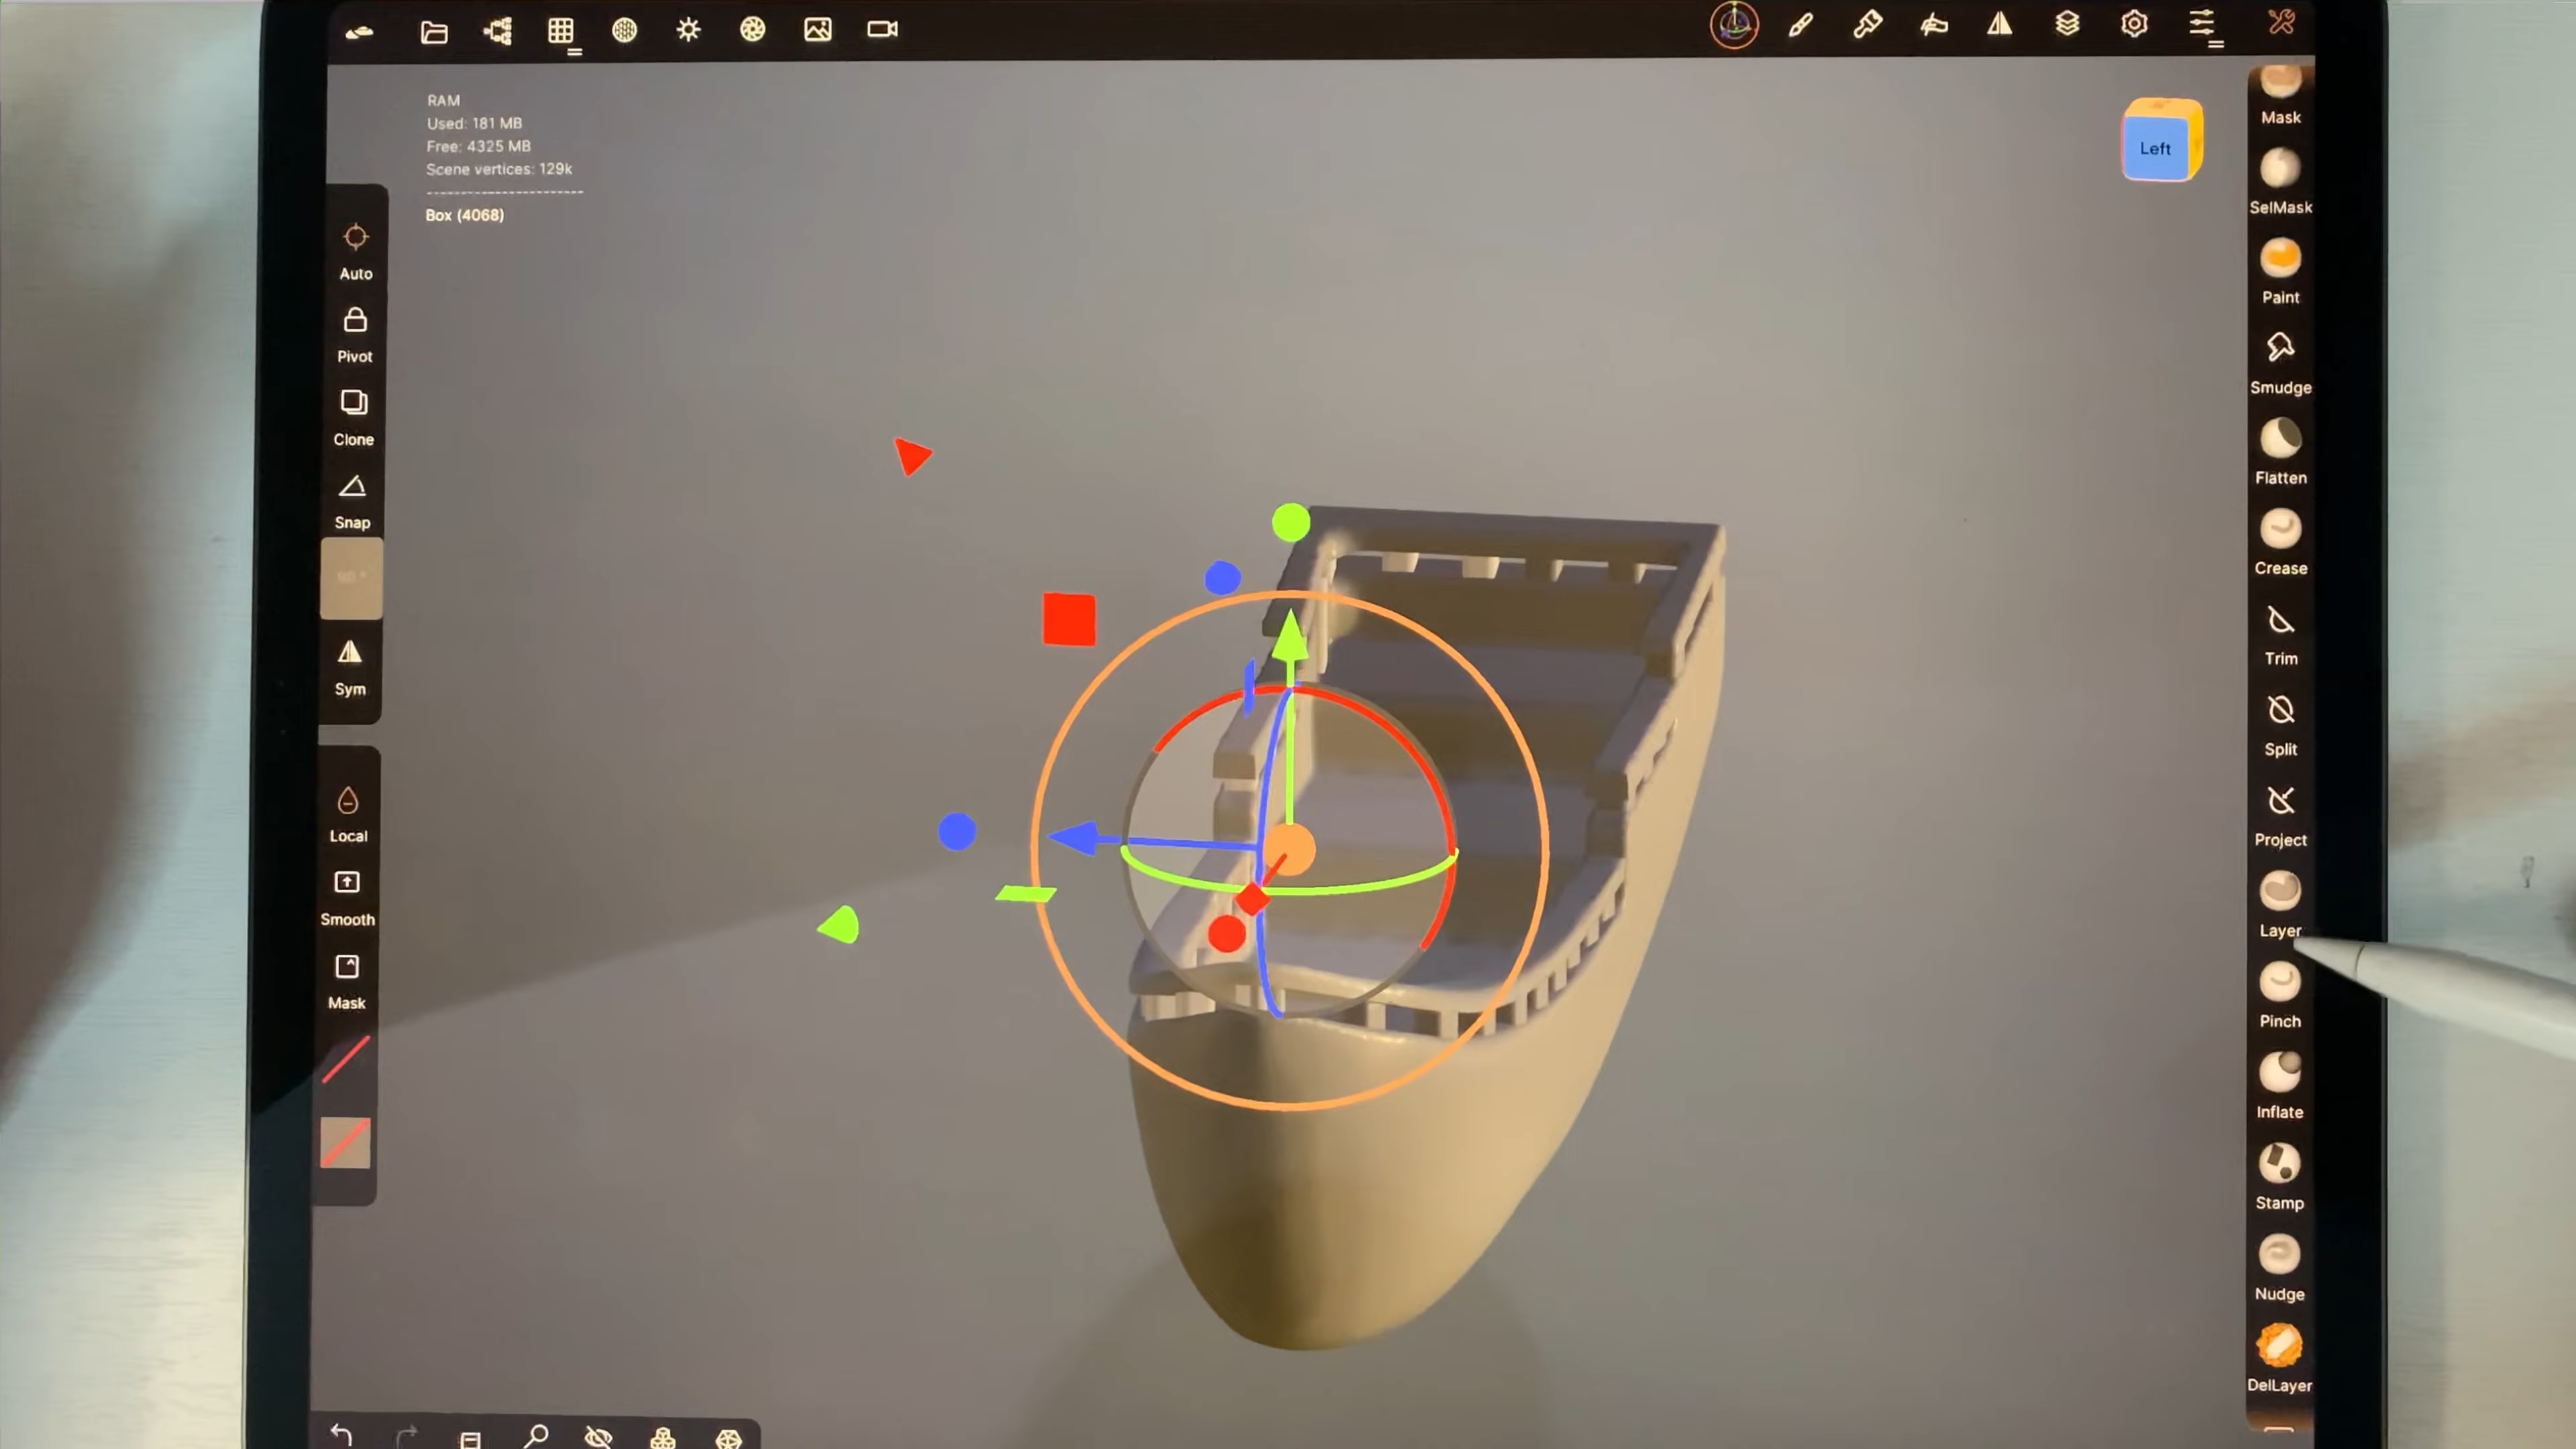 RAM
Used: 181 MB
Free: 4325 MB
Scene vertices: 129k
Box (4068)
Left
Auto
Pivot
Clone
Snap
Sym
Local
Smooth
Mask
Mask
SelMask
Paint
Smudge
Flatten
Crease
Trim
Split
Project
Layer
Pinch
Inflate
Stamp
Nudge
DelLayer